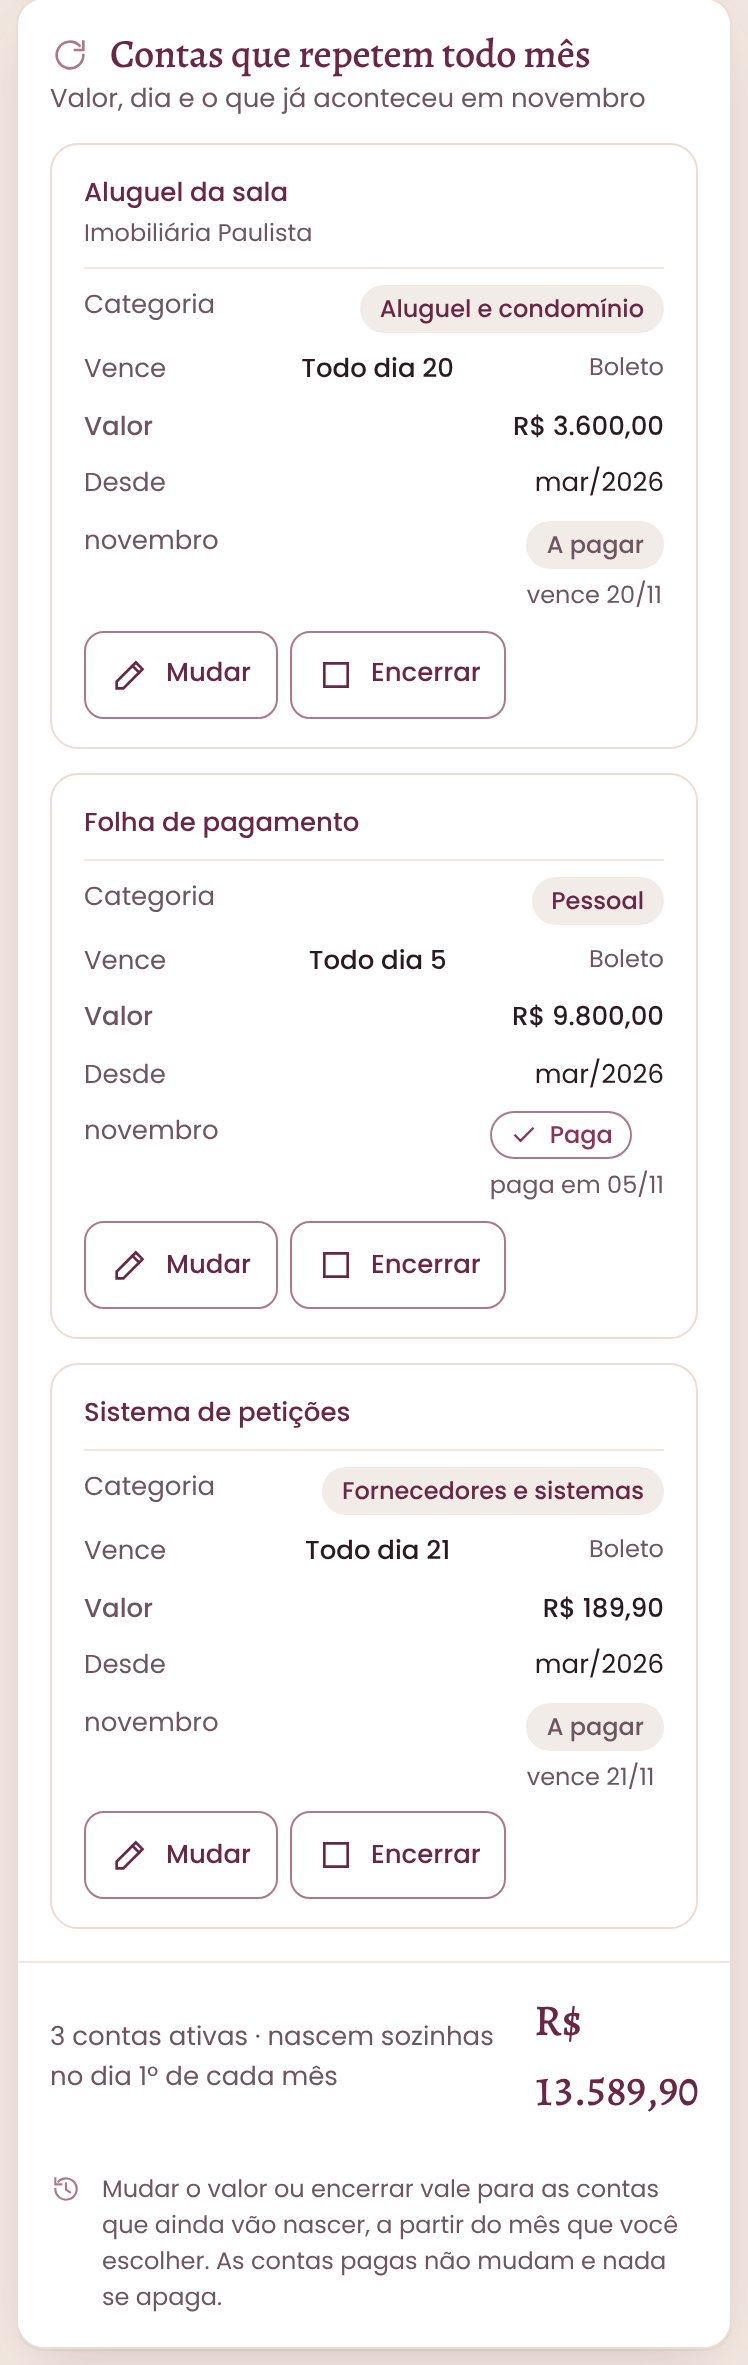 Contas que repetem todo mês
Valor, dia e o que já aconteceu em novembro
Aluguel da sala
Imobiliária Paulista
Categoria Aluguel e condomínio
Vence Todo dia 20 Boleto
Valor R$ 3.600,00
Desde mar/2026
novembro A pagar
vence 20/11
Mudar Encerrar
Folha de pagamento
Categoria Pessoal
Vence Todo dia 5 Boleto
Valor R$ 9.800,00
Desde mar/2026
novembro Paga
paga em 05/11
Mudar Encerrar
Sistema de petições
Categoria Fornecedores e sistemas
Vence Todo dia 21 Boleto
Valor R$ 189,90
Desde mar/2026
novembro A pagar
vence 21/11
Mudar Encerrar
3 contas ativas · nascem sozinhas
no dia 1º de cada mês
R$
13.589,90
Mudar o valor ou encerrar vale para as contas
que ainda vão nascer, a partir do mês que você
escolher. As contas pagas não mudam e nada
se apaga.